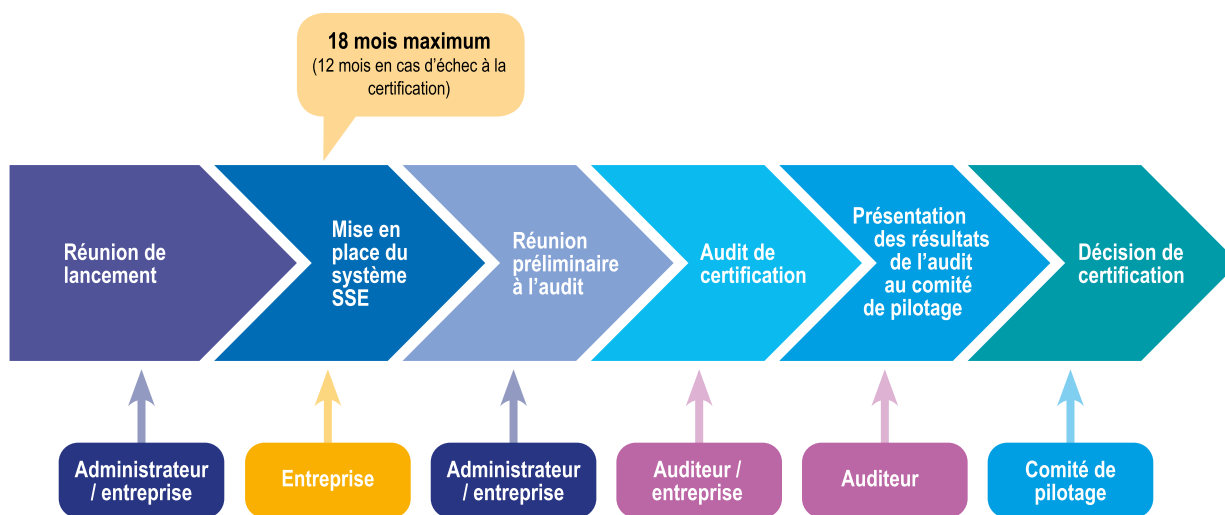 18 mois maximum
(12 mois en cas d’échec à la
certification)
Réunion de
lancement
Mise en
place du
système
SSE
Réunion
préliminaire
à l’audit
Audit de
certification
Présentation
des résultats
de l’audit
au comité
de pilotage
Décision de
certification
Administrateur
/ entreprise
Entreprise
Administrateur
/ entreprise
Auditeur /
entreprise
Auditeur
Comité de
pilotage